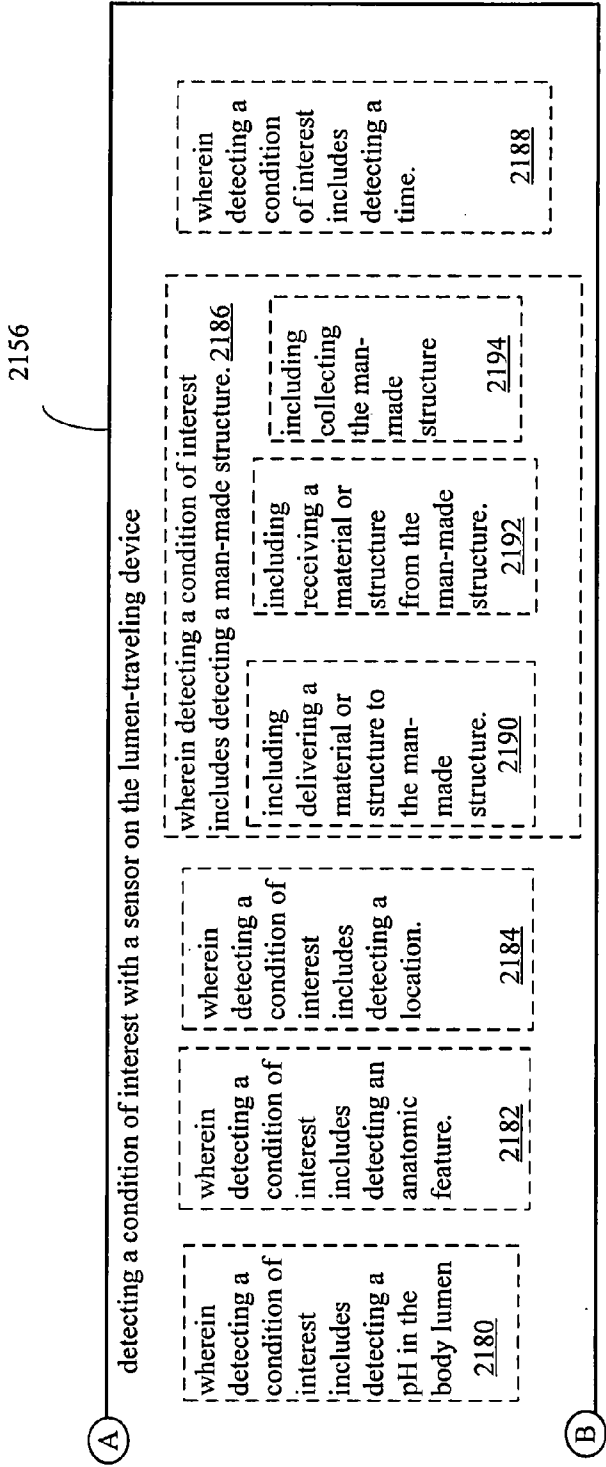 2156
A
detecting a condition of interest with a sensor on the lumen-traveling device
wherein
detecting a
condition of
interest
includes
detecting a
pH in the
body lumen
2180
wherein
detecting a
condition of
interest
includes
detecting an
anatomic
feature.
2182
wherein
detecting a
condition of
interest
includes
detecting a
location.
2184
wherein detecting a condition of interest
includes detecting a man-made structure. 2186
including
delivering a
material or
structure to
the man-
made
structure.
2190
including
receiving a
material or
structure
from the
man-made
structure.
2192
including
collecting
the man-
made
structure
2194
wherein
detecting a
condition
of interest
includes
detecting a
time.
2188
B